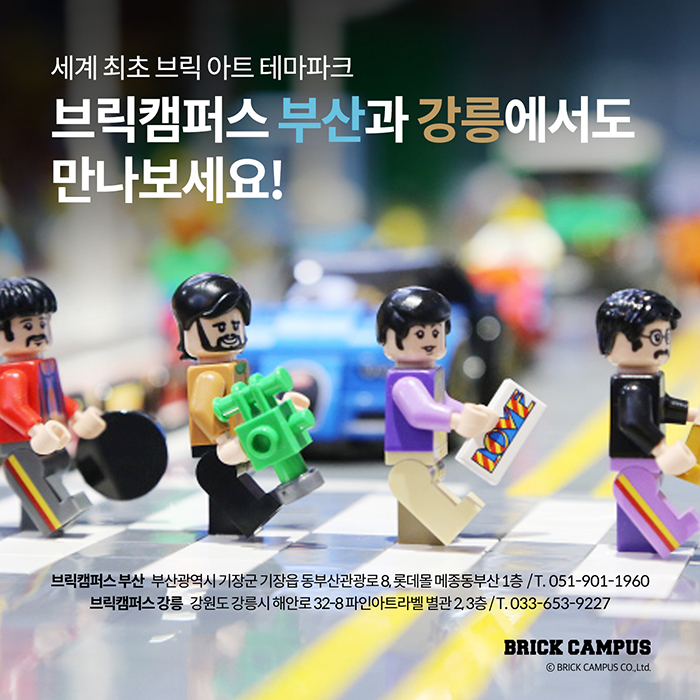 세계 최초 브릭 아트 테마파크
브릭캠퍼스 부산과 강릉에서도
만나보세요!
LOVE
브릭캠퍼스 부산 부산광역시 기장군 기장읍 동부산관광로 8, 롯데몰 메종동부산 1층 / T. 051-901-1960
브릭캠퍼스 강릉 강원도 강릉시 해안로 32-8 파인아트라벨 별관 2, 3층 / T. 033-653-9227
BRICK CAMPUS
© BRICK CAMPUS CO.,Ltd.